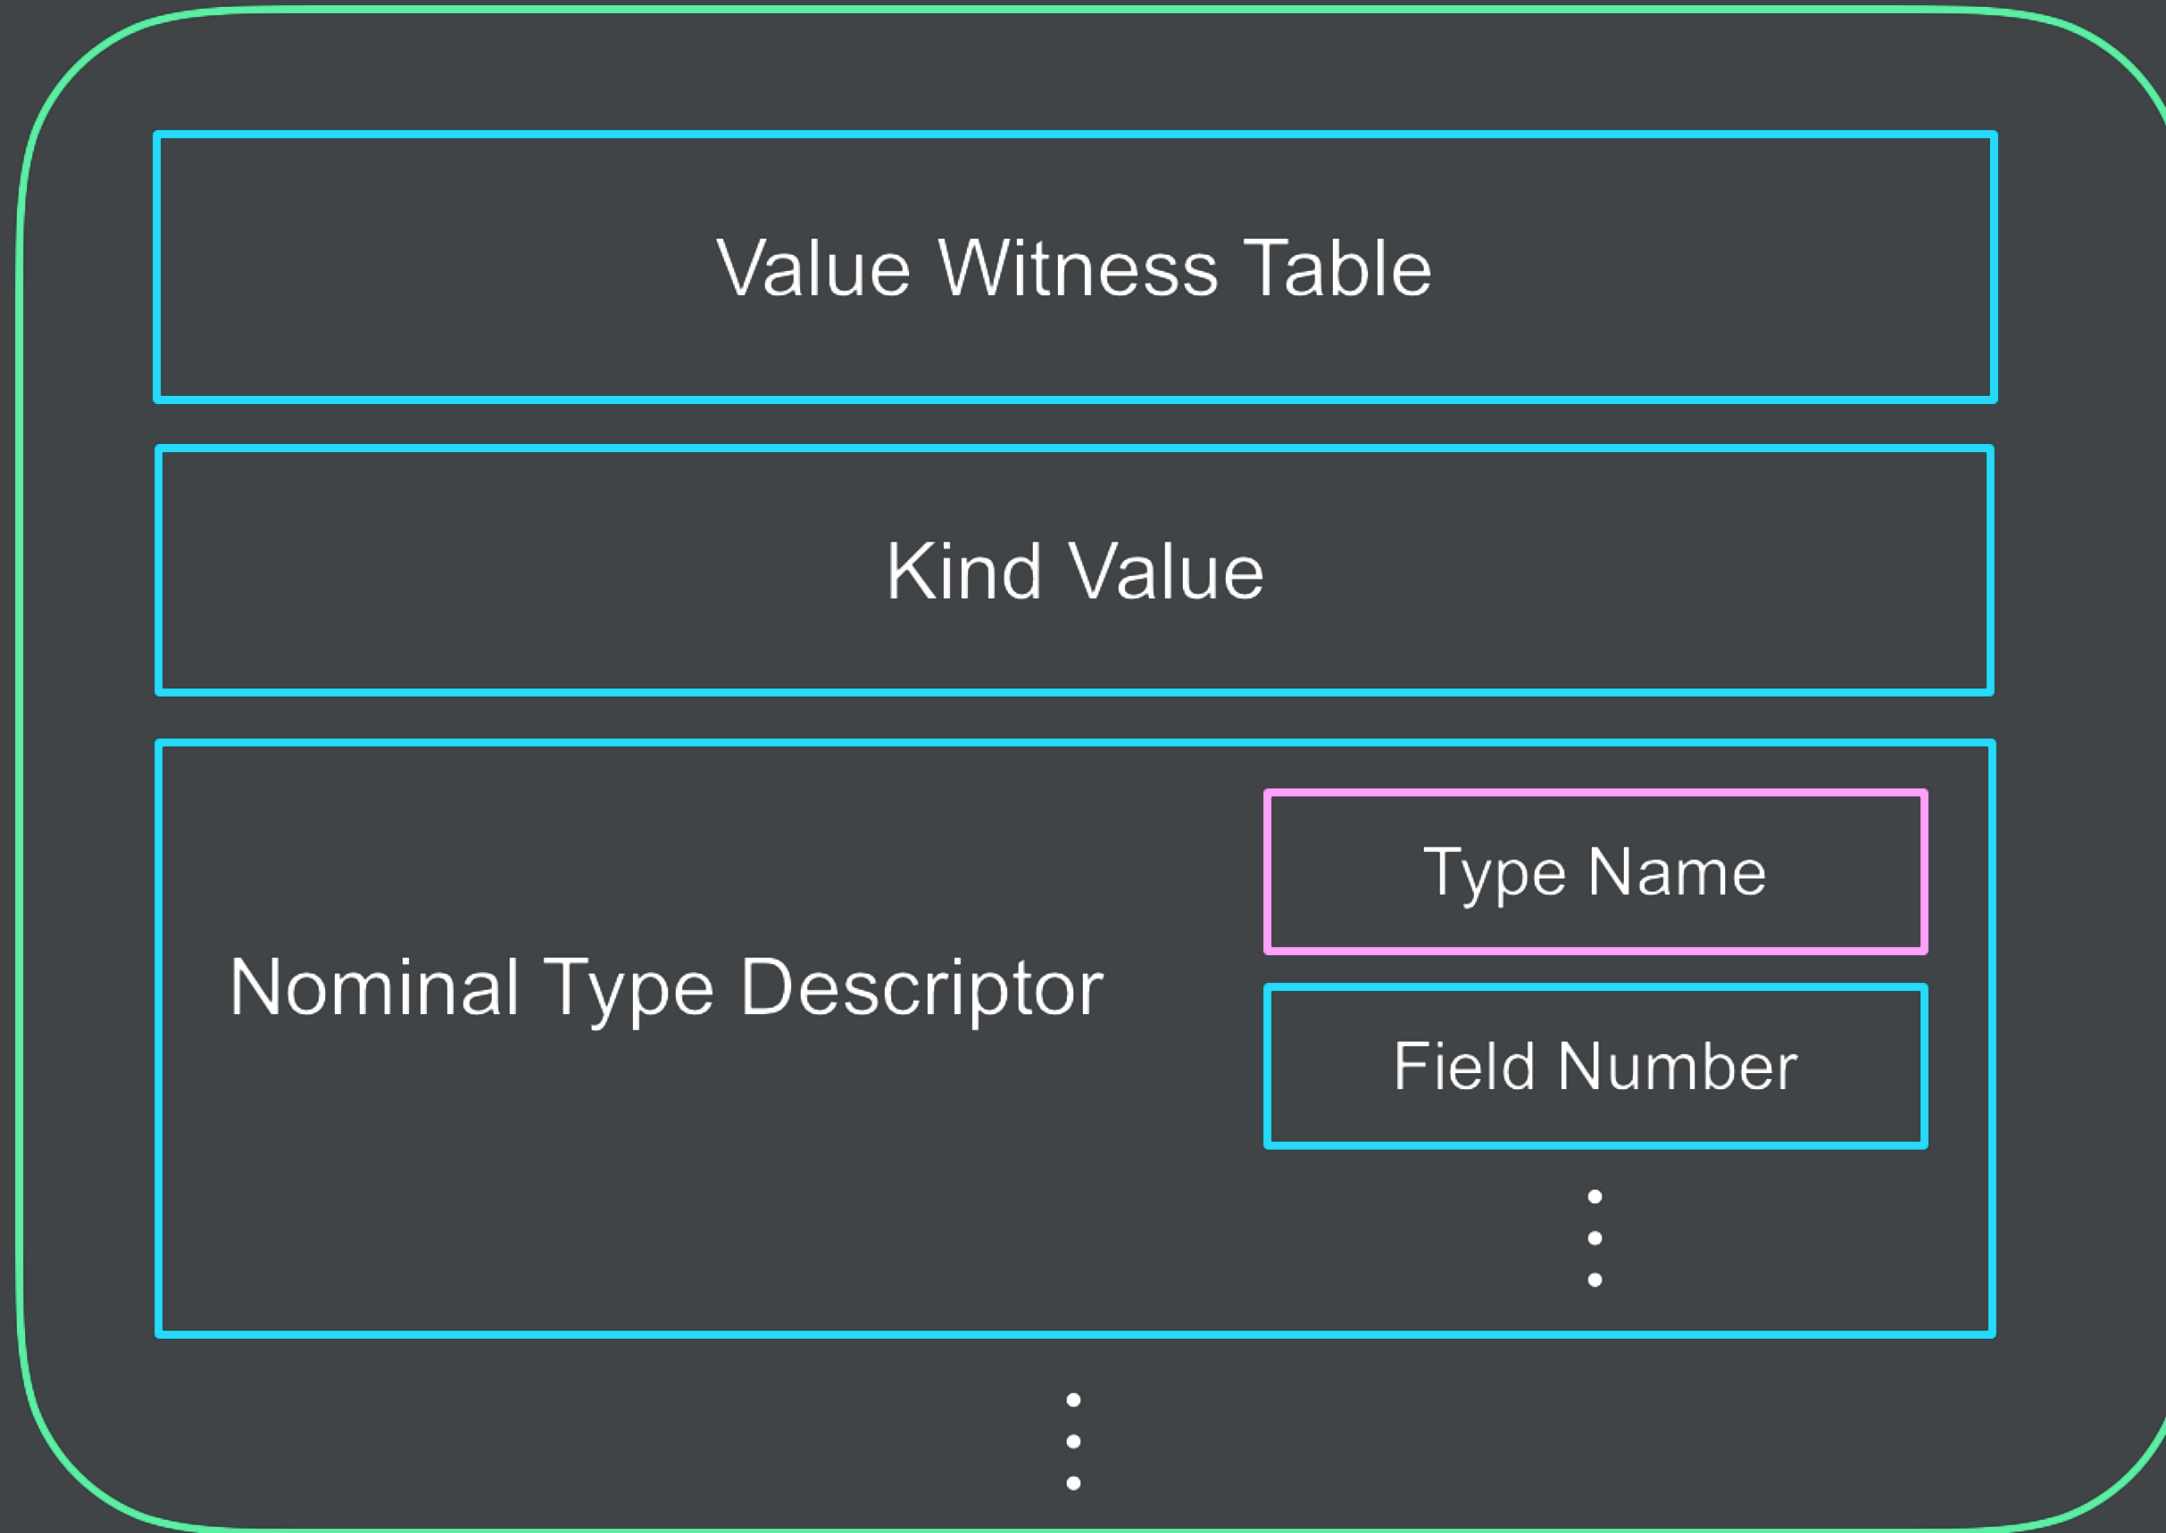 Value Witness Table
Kind Value
Nominal Type Descriptor
Type Name
Field Number